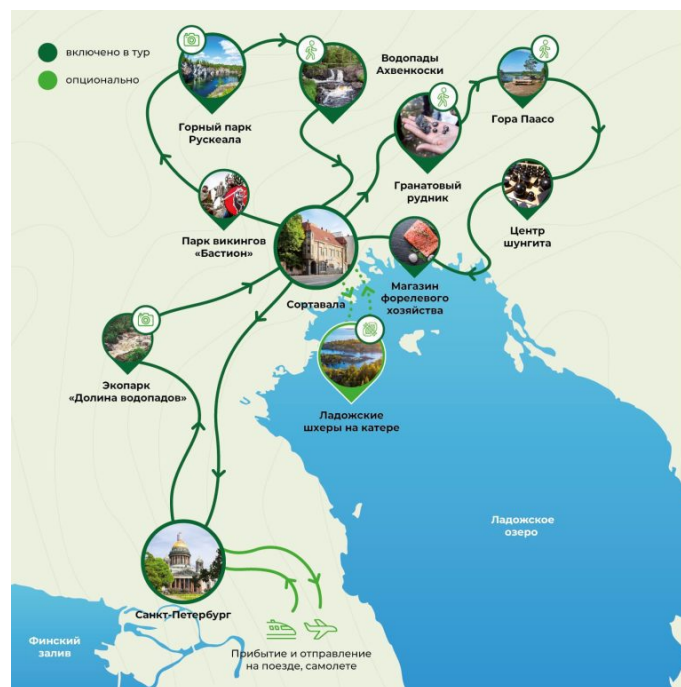 включено в тур
опционально
Горный парк
Рускеала
Водопады
Ахвенкоски
Гора Паасо
Гранатовый
рудник
Парк викингов
«Бастион»
Центр
шунгита
Сортавала
Магазин
форелевого
хозяйства
Экопарк
«Долина водопадов»
Ладожские
шхеры на катере
Ладожское
озеро
Санкт-Петербург
Финский
залив
Прибытие и отправление
на поезде, самолете